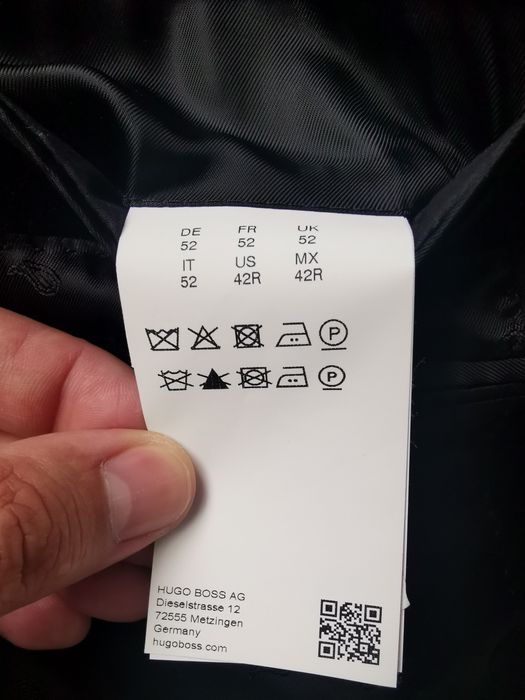 DE FR UK
52 52 52
IT US MX
52 42R 42R
P
P
HUGO BOSS AG
Dieselstrasse 12
72555 Metzingen
Germany
hugoboss.com